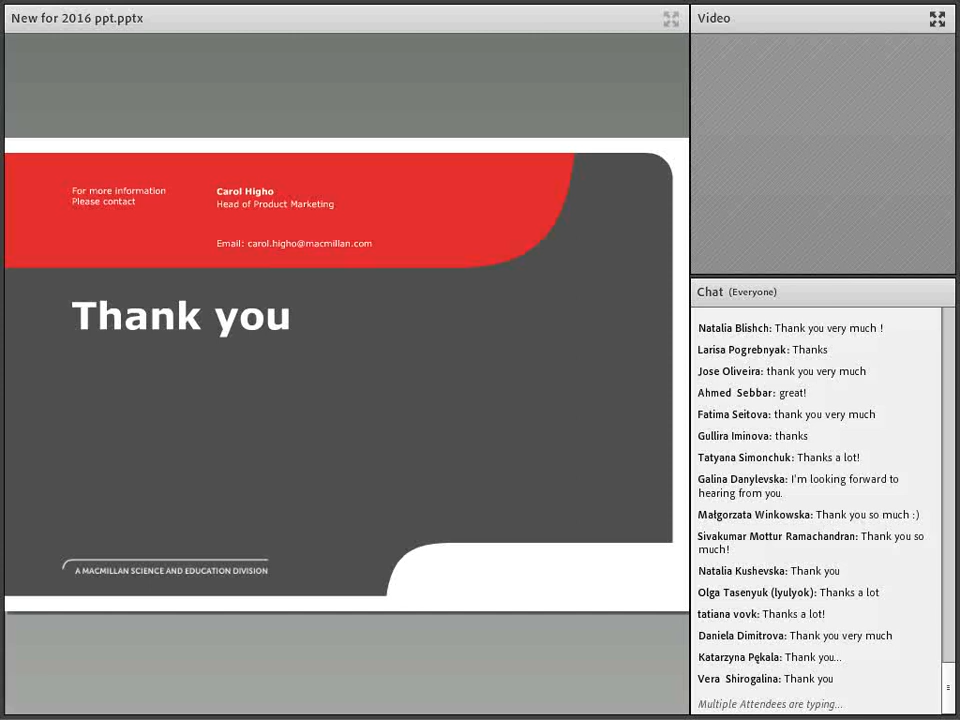 New for 2016 ppt.pptx
For more information
Please contact
Carol Higho
Head of Product Marketing
Email: carol.higho@macmillan.com
Thank you
A MACMILLAN SCIENCE AND EDUCATION DIVISION
Video
Chat (Everyone)
Natalia Blishch: Thank you very much !
Larisa Pogrebnyak: Thanks
Jose Oliveira: thank you very much
Ahmed Sebbar: great!
Fatima Seitova: thank you very much
Gullira Iminova: thanks
Tatyana Simonchuk: Thanks a lot!
Galina Danylevska: I'm looking forward to
hearing from you.
Małgorzata Winkowska: Thank you so much :)
Sivakumar Mottur Ramachandran: Thank you so
much!
Natalia Kushevska: Thank you
Olga Tasenyuk (lyulyok): Thanks a lot
tatiana vovk: Thanks a lot!
Daniela Dimitrova: Thank you very much
Katarzyna Pękala: Thank you...
Vera Shirogalina: Thank you
Multiple Attendees are typing...